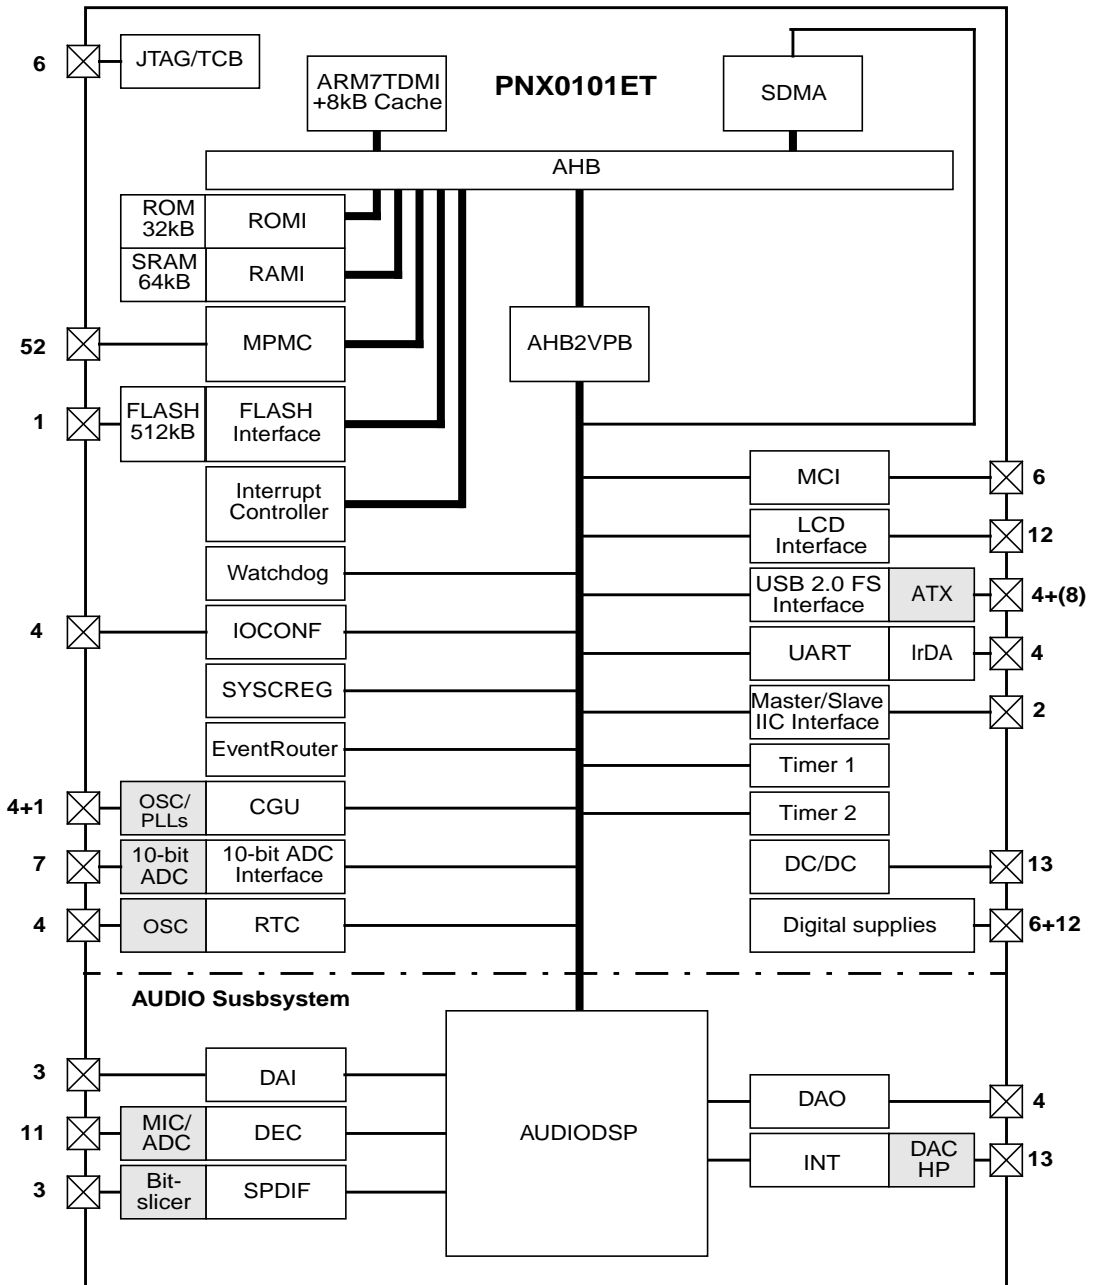 6
JTAG/TCB
ARM7TDMI
+8kB Cache
PNX0101ET
SDMA
AHB
ROM
32kB
ROMI
SRAM
64kB
RAMI
52
MPMC
AHB2VPB
1
FLASH
512kB
FLASH
Interface
Interrupt
Controller
MCI
6
LCD
Interface
12
Watchdog
USB 2.0 FS
Interface
ATX
4+(8)
4
IOCONF
UART
IrDA
4
SYSCREG
Master/Slave
IIC Interface
2
EventRouter
Timer 1
4+1
OSC/
PLLs
CGU
Timer 2
7
10-bit
ADC
10-bit ADC
Interface
DC/DC
13
4
OSC
RTC
Digital supplies
6+12
AUDIO Susbsystem
3
DAI
DAO
4
11
MIC/
ADC
DEC
AUDIODSP
INT
DAC
HP
13
3
Bit-
slicer
SPDIF